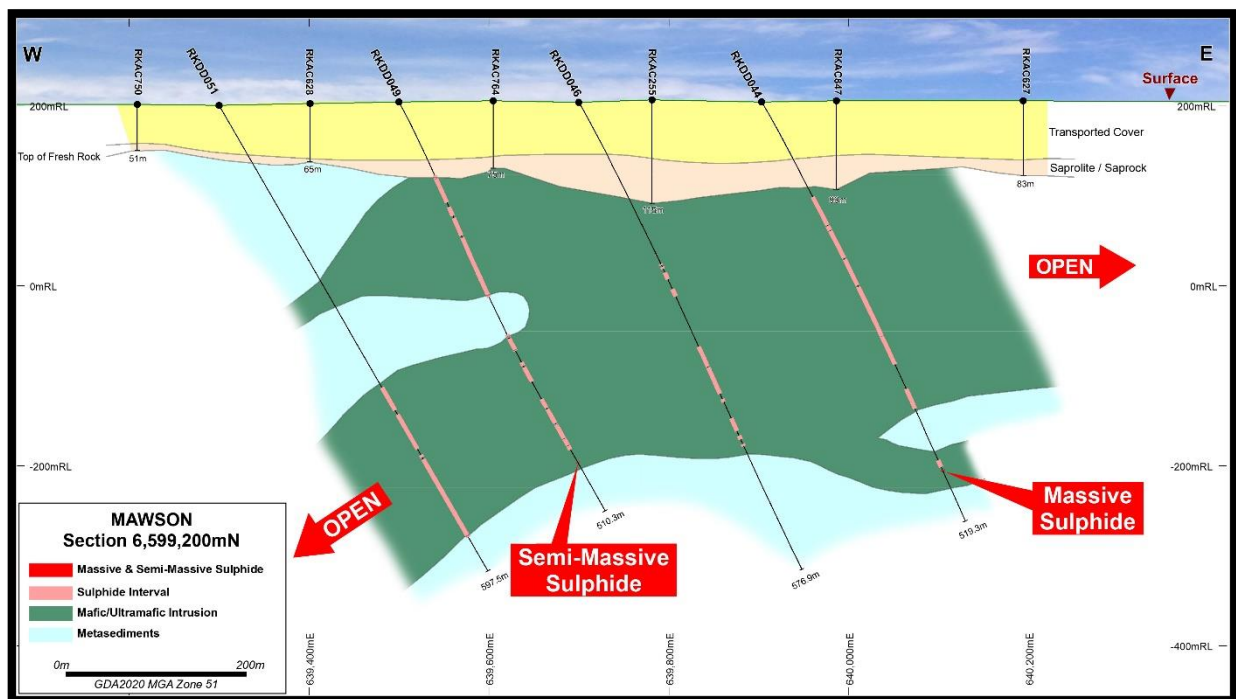 W
E
RKAC750
RKDD051
RKAC628
RKDD049
RKAC764
RKDD046
RKAC255
RKDD044
RKAC647
RKAC627
Surface
200mRL
200mRL
Transported Cover
Top of Fresh Rock
Saprolite / Saprock
51m
65m
83m
OPEN
0mRL
0mRL
-200mRL
-200mRL
OPEN
Massive
Sulphide
Semi-Massive
Sulphide
510.3m
519.3m
597.5m
576.9m
MAWSON
Section 6,599,200mN
Massive & Semi-Massive Sulphide
Sulphide Interval
Mafic/Ultramafic Intrusion
Metasediments
0m
200m
GDA2020 MGA Zone 51
639,400mE
639,600mE
639,800mE
640,000mE
640,200mE
-400mRL